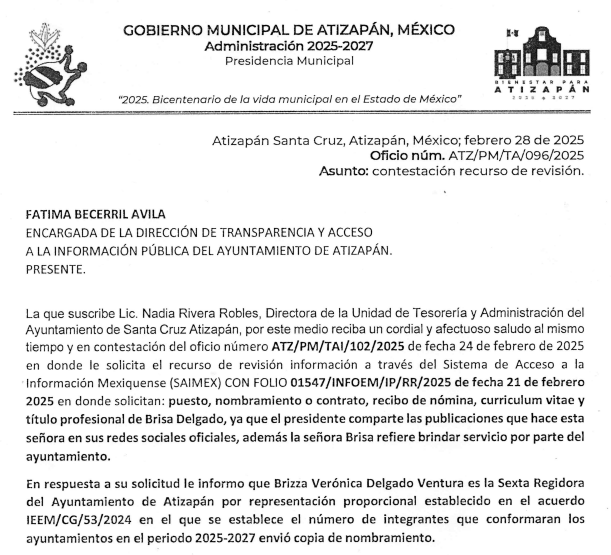 GOBIERNO MUNICIPAL DE ATIZAPÁN, MÉXICO
Administración 2025-2027
Presidencia Municipal
"2025. Bicentenario de la vida municipal en el Estado de México"
BIENESTAR PARA
ATIZAPÁN
2025 • 2027
Atizapán Santa Cruz, Atizapán, México; febrero 28 de 2025
Oficio núm. ATZ/PM/TA/096/2025
Asunto: contestación recurso de revisión.
FATIMA BECERRIL AVILA
ENCARGADA DE LA DIRECCIÓN DE TRANSPARENCIA Y ACCESO
A LA INFORMACIÓN PÚBLICA DEL AYUNTAMIENTO DE ATIZAPÁN.
PRESENTE.
La que suscribe Lic. Nadia Rivera Robles, Directora de la Unidad de Tesorería y Administración del
Ayuntamiento de Santa Cruz Atizapán, por este medio reciba un cordial y afectuoso saludo al mismo
tiempo y en contestación del oficio número ATZ/PM/TAI/102/2025 de fecha 24 de febrero de 2025
en donde le solicita el recurso de revisión información a través del Sistema de Acceso a la
Información Mexiquense (SAIMEX) CON FOLIO 01547/INFOEM/IP/RR/2025 de fecha 21 de febrero
2025 en donde solicitan: puesto, nombramiento o contrato, recibo de nómina, curriculum vitae y
título profesional de Brisa Delgado, ya que el presidente comparte las publicaciones que hace esta
señora en sus redes sociales oficiales, además la señora Brisa refiere brindar servicio por parte del
ayuntamiento.
En respuesta a su solicitud le informo que Brizza Verónica Delgado Ventura es la Sexta Regidora
del Ayuntamiento de Atizapán por representación proporcional establecido en el acuerdo
IEEM/CG/53/2024 en el que se establece el número de integrantes que conformaran los
ayuntamientos en el periodo 2025-2027 envió copia de nombramiento.